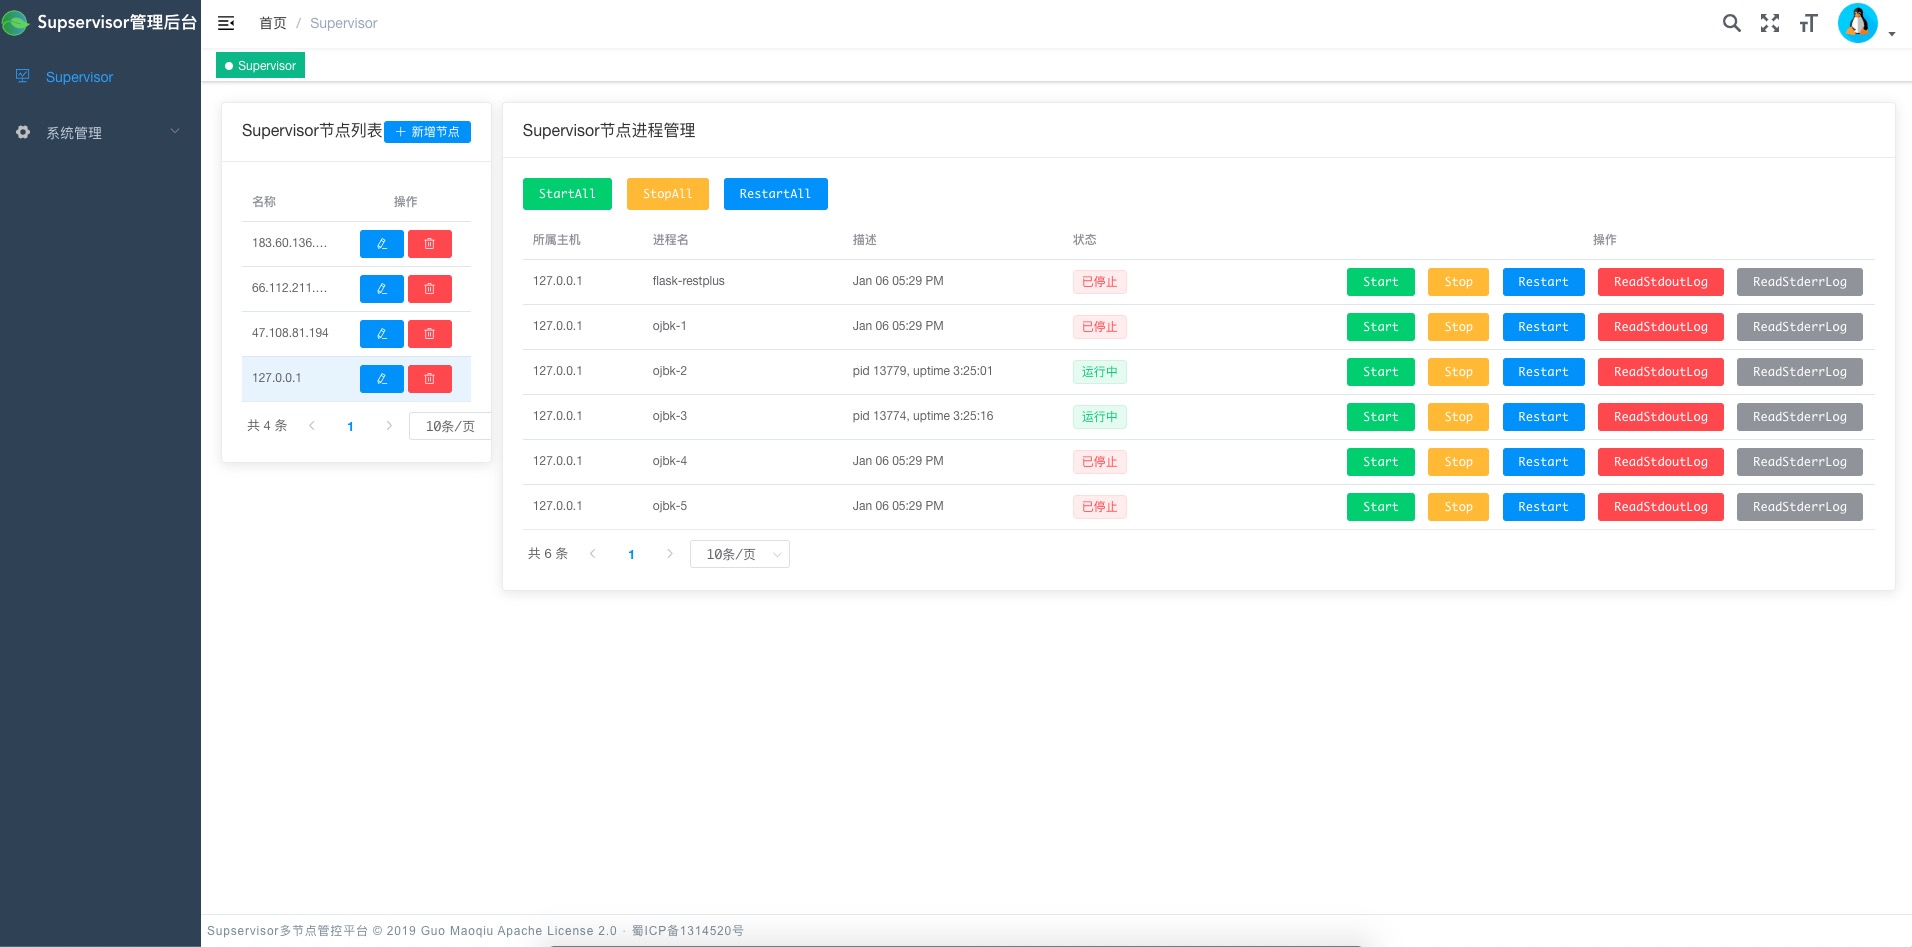 Supservisor管理后台
首页 / Supervisor
Supervisor
系统管理
Supervisor
Supervisor节点列表 + 新增节点
名称 操作
183.60.136....
66.112.211....
47.108.81.194
127.0.0.1
共 4 条 1 10条/页
Supervisor节点进程管理
StartAll StopAll RestartAll
所属主机 进程名 描述 状态 操作
127.0.0.1 flask-restplus Jan 06 05:29 PM 已停止 Start Stop Restart ReadStdoutLog ReadStderrLog
127.0.0.1 ojbk-1 Jan 06 05:29 PM 已停止 Start Stop Restart ReadStdoutLog ReadStderrLog
127.0.0.1 ojbk-2 pid 13779, uptime 3:25:01 运行中 Start Stop Restart ReadStdoutLog ReadStderrLog
127.0.0.1 ojbk-3 pid 13774, uptime 3:25:16 运行中 Start Stop Restart ReadStdoutLog ReadStderrLog
127.0.0.1 ojbk-4 Jan 06 05:29 PM 已停止 Start Stop Restart ReadStdoutLog ReadStderrLog
127.0.0.1 ojbk-5 Jan 06 05:29 PM 已停止 Start Stop Restart ReadStdoutLog ReadStderrLog
共 6 条 1 10条/页
Supservisor多节点管控平台 © 2019 Guo Maoqiu Apache License 2.0 · 蜀ICP备1314520号